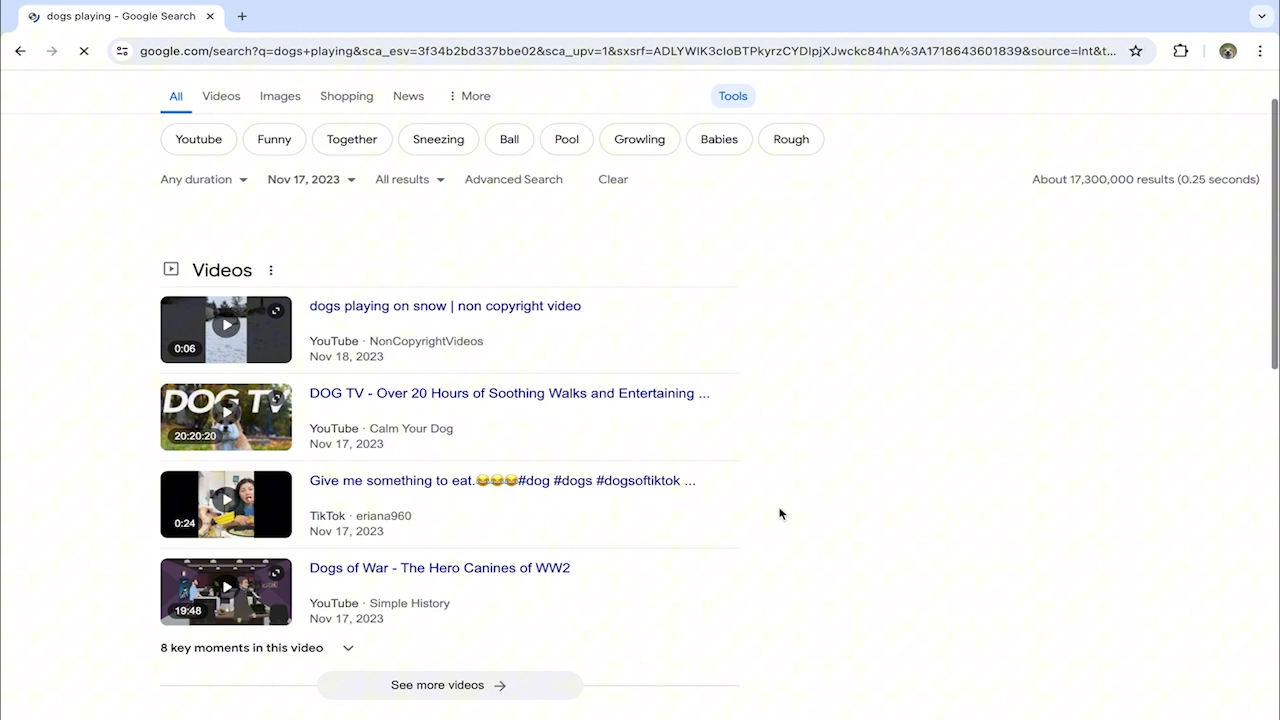 dogs playing - Google Search
google.com/search?q=dogs+playing&sca_esv=3f34b2bd337bbe02&sca_upv=1&sxsrf=ADLYWIK3cloBTPkyrzCYDlpjXJwckc84hA%3A1718643601839&source=lnt&t...
All Videos Images Shopping News More Tools
Youtube Funny Together Sneezing Ball Pool Growling Babies Rough
Any duration Nov 17, 2023 All results Advanced Search Clear About 17,300,000 results (0.25 seconds)
Videos
dogs playing on snow | non copyright video
YouTube · NonCopyrightVideos
0:06
Nov 18, 2023
DOG TV
DOG TV - Over 20 Hours of Soothing Walks and Entertaining ...
YouTube · Calm Your Dog
20:20:20
Nov 17, 2023
Give me something to eat.😂😂😂#dog #dogs #dogsoftiktok ...
TikTok · eriana960
0:24
Nov 17, 2023
Dogs of War - The Hero Canines of WW2
YouTube · Simple History
19:48
Nov 17, 2023
8 key moments in this video
See more videos